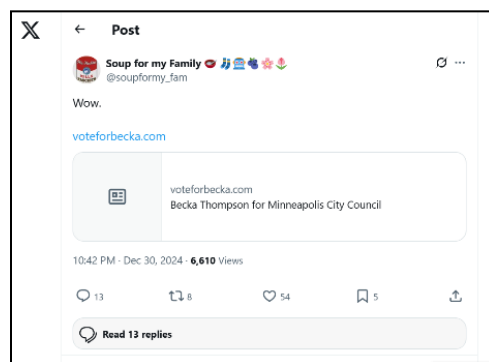 Post
Soup for my Family
@soupformy_fam
Wow.
voteforbecka.com
voteforbecka.com
Becka Thompson for Minneapolis City Council
10:42 PM · Dec 30, 2024 · 6,610 Views
13 8 54 5
Read 13 replies